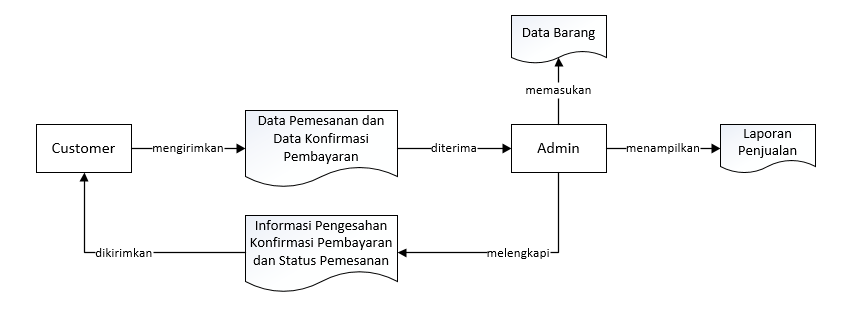 Data Barang
memasukan
Customer
mengirimkan
Data Pemesanan dan
Data Konfirmasi
Pembayaran
diterima
Admin
menampilkan
Laporan
Penjualan
dikirimkan
Informasi Pengesahan
Konfirmasi Pembayaran
dan Status Pemesanan
melengkapi